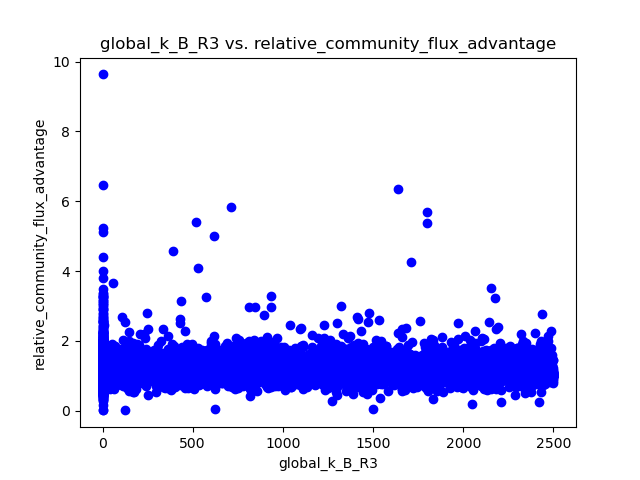 global_k_B_R3 vs. relative_community_flux_advantage
relative_community_flux_advantage
10
8
6
4
2
0
0 500 1000 1500 2000 2500
global_k_B_R3